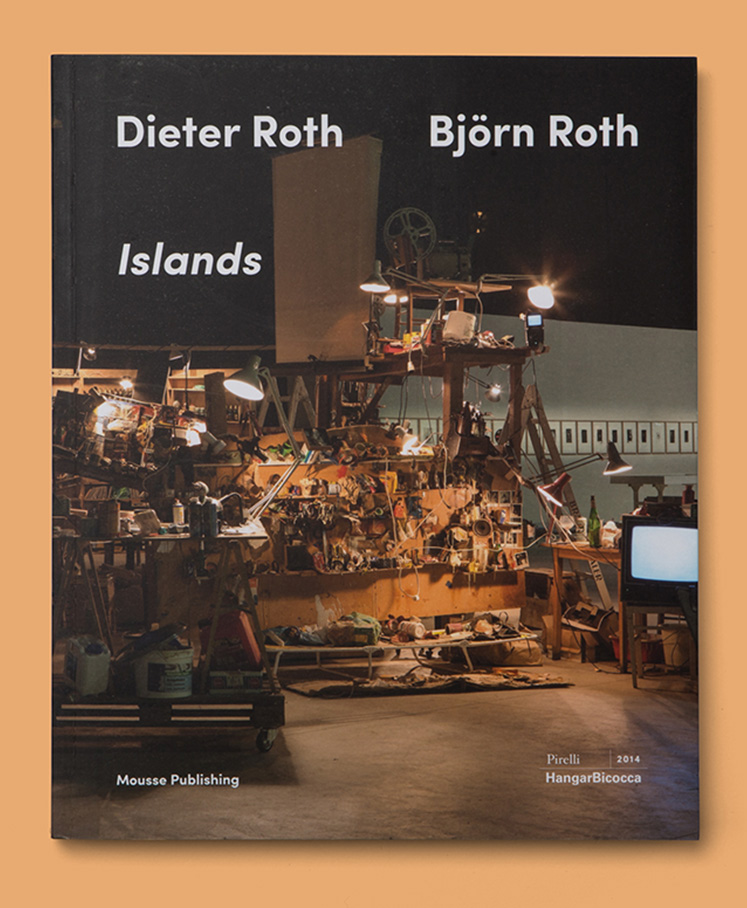 Dieter Roth Björn Roth
Islands
Mousse Publishing
Pirelli 2014
HangarBicocca